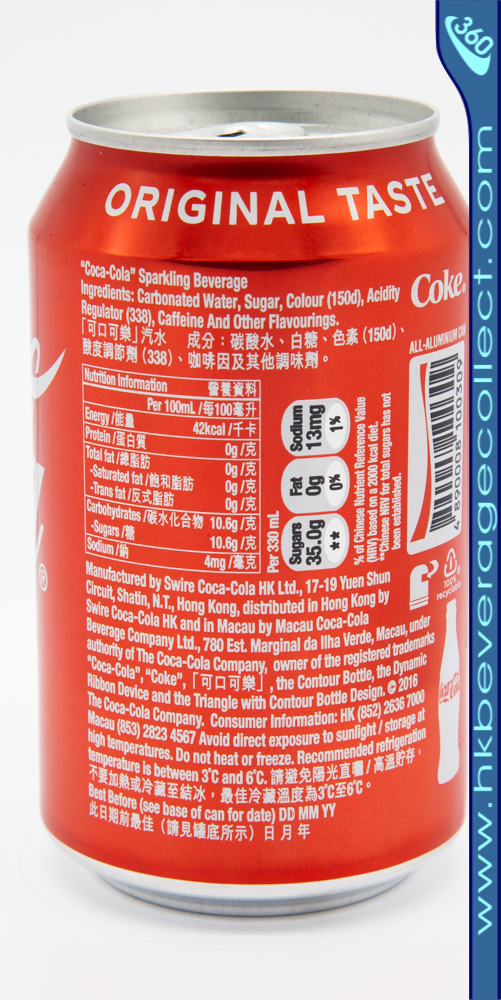 360
www.hkbeveragecollect.com
ORIGINAL TASTE
"Coca-Cola" Sparkling Beverage
Ingredients: Carbonated Water, Sugar, Colour (150d), Acidity
Regulator (338), Caffeine And Other Flavourings.
「可口可樂」汽水 成分：碳酸水、白糖、色素（150d）、
酸度調節劑（338）、咖啡因及其他調味劑。
Coke.
Nutrition Information 營養資料
Per 100mL /每100毫升
Energy /能量 42kcal /千卡
Protein /蛋白質 0g /克
Total fat /總脂肪 0g /克
-Saturated fat /飽和脂肪 0g /克
-Trans fat /反式脂肪 0g /克
Carbohydrates /碳水化合物 10.6g /克
-Sugars /糖 10.6g /克
Sodium /鈉 4mg /毫克
Per 330 mL
Sugars 35.0g **
Fat 0g 0%
Sodium 13mg 1%
% of Chinese Nutrient Reference Value
(NRV) based on a 2000 kcal diet.
**Chinese NRV for total sugars has not
been established.
ALL-ALUMINIUM CAN
4 890008 100309
100%
recyclable
Coca-Cola
Manufactured by Swire Coca-Cola HK Ltd., 17-19 Yuen Shun
Circuit, Shatin, N.T., Hong Kong, distributed in Hong Kong by
Swire Coca-Cola HK and in Macau by Macau Coca-Cola
Beverage Company Ltd., 780 Est. Marginal da Ilha Verde, Macau, under
authority of The Coca-Cola Company, owner of the registered trademarks
"Coca-Cola", "Coke",「可口可樂」, the Contour Bottle, the Dynamic
Ribbon Device and the Triangle with Contour Bottle Design. © 2016
The Coca-Cola Company. Consumer Information: HK (852) 2636 7000
Macau (853) 2823 4567 Avoid direct exposure to sunlight / storage at
high temperatures. Do not heat or freeze. Recommended refrigeration
temperature is between 3℃ and 6℃. 請避免陽光直曬/高溫貯存，
不要加熱或冷藏至結冰，最佳冷藏溫度為3℃至6℃。
Best Before (see base of can for date) DD MM YY
此日期前最佳（請見罐底所示）日 月 年
®